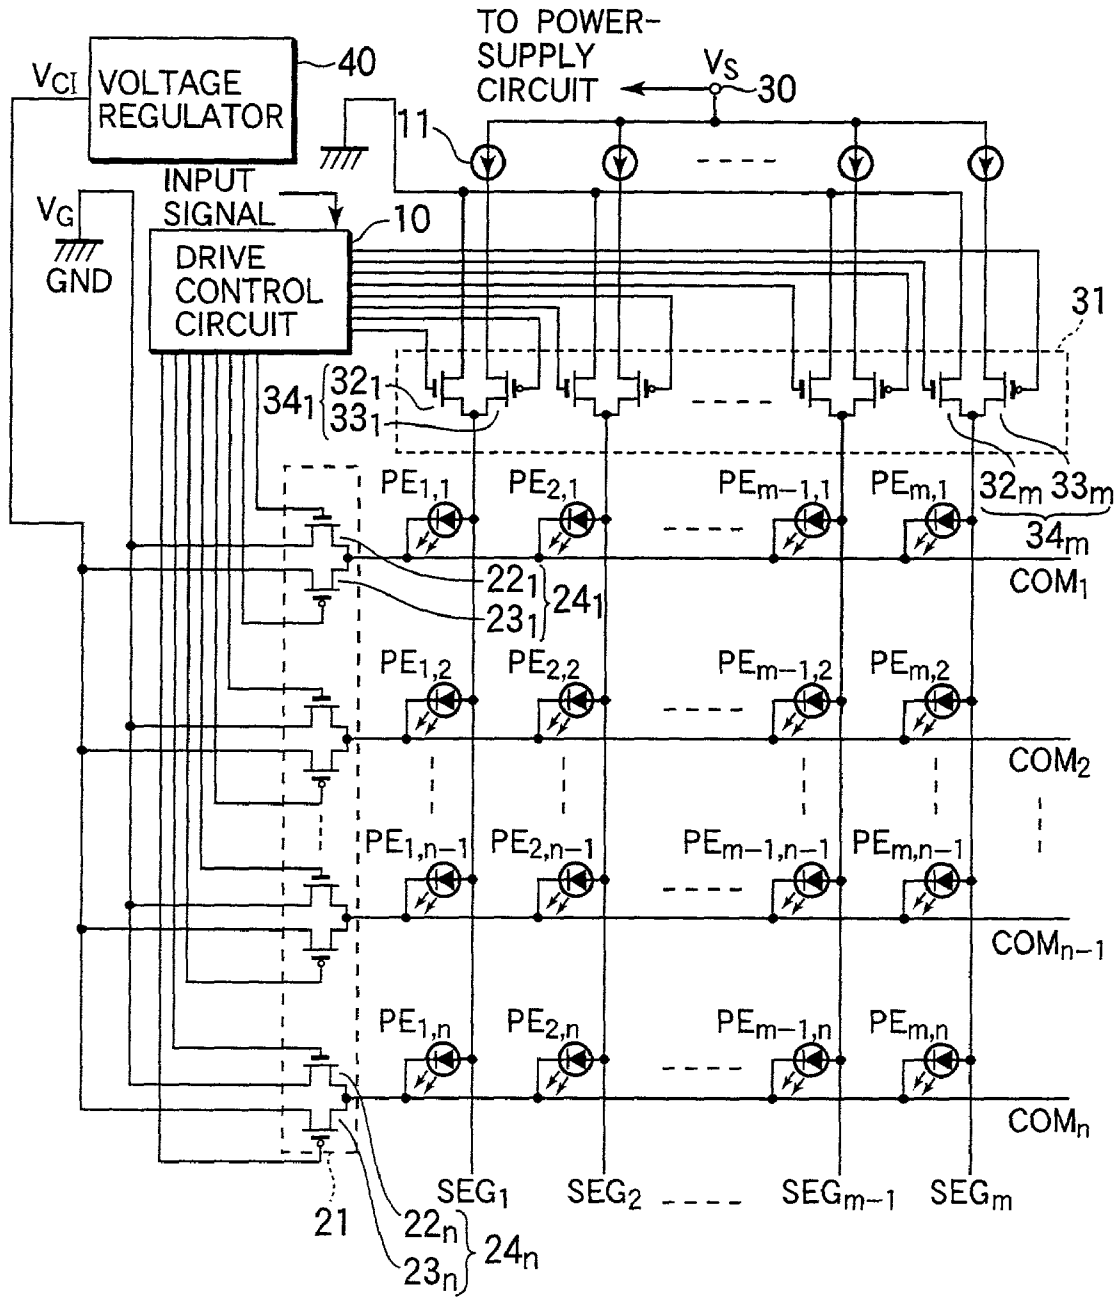 TO POWER-
SUPPLY
CIRCUIT
VS
30
VCI
VOLTAGE
REGULATOR
40
11
INPUT
SIGNAL
VG
GND
10
DRIVE
CONTROL
CIRCUIT
31
341
321
331
32m 33m
34m
PE1,1 PE2,1 PEm-1,1 PEm,1
COM1
221
231
241
PE1,2 PE2,2 PEm-1,2 PEm,2
COM2
PE1,n-1 PE2,n-1 PEm-1,n-1 PEm,n-1
COMn-1
PE1,n PE2,n PEm-1,n PEm,n
COMn
SEG1 SEG2 SEGm-1 SEGm
21
22n
23n
24n